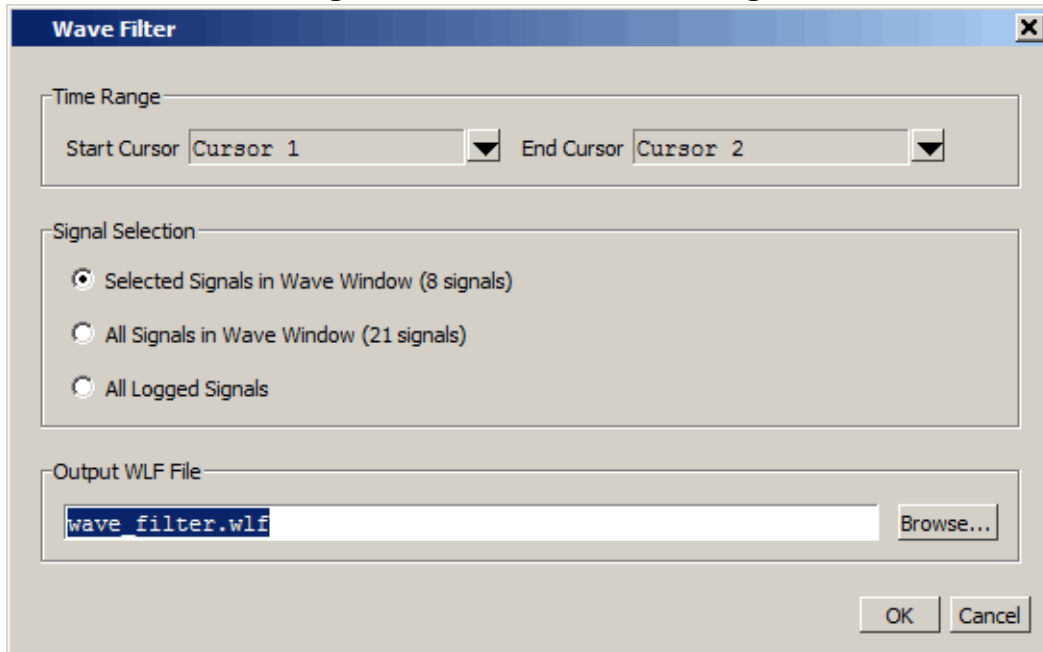 Wave Filter
Time Range
Start Cursor Cursor 1 End Cursor Cursor 2
Signal Selection
Selected Signals in Wave Window (8 signals)
All Signals in Wave Window (21 signals)
All Logged Signals
Output WLF File
wave_filter.wlf Browse...
OK Cancel